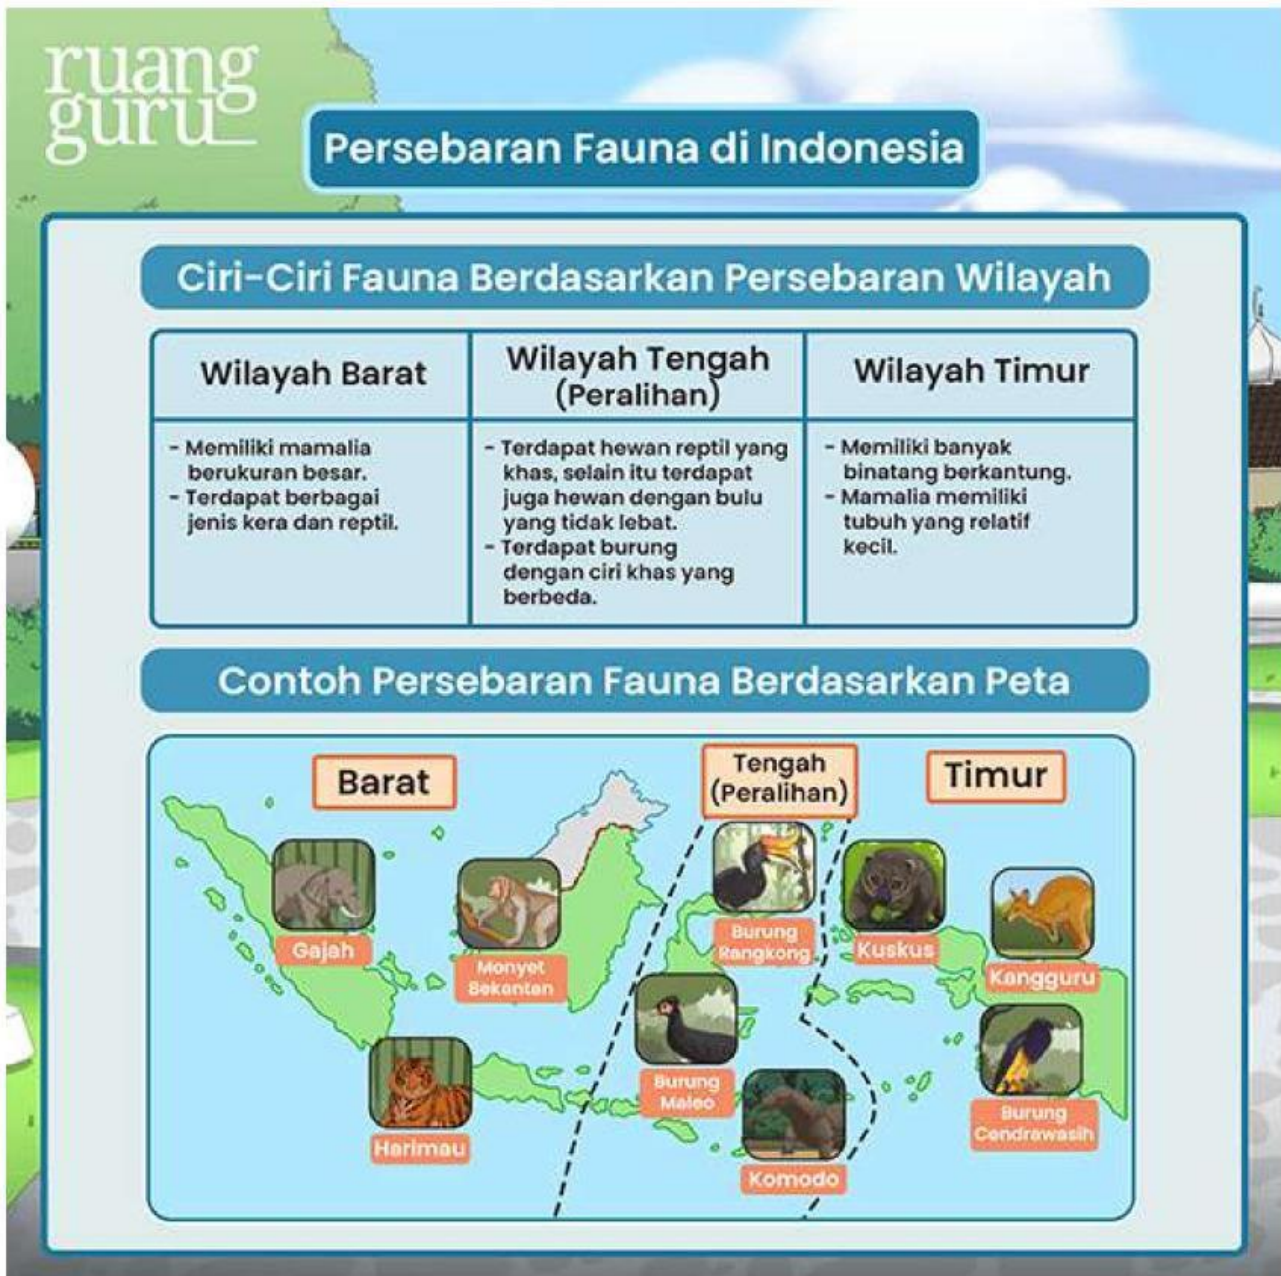 ruang
guru
Persebaran Fauna di Indonesia
Ciri-Ciri Fauna Berdasarkan Persebaran Wilayah
Wilayah Barat
- Memiliki mamalia
berukuran besar.
- Terdapat berbagai
jenis kera dan reptil.
Wilayah Tengah
(Peralihan)
- Terdapat hewan reptil yang
khas, selain itu terdapat
juga hewan dengan bulu
yang tidak lebat.
- Terdapat burung
dengan ciri khas yang
berbeda.
Wilayah Timur
- Memiliki banyak
binatang berkantung.
- Mamalia memiliki
tubuh yang relatif
kecil.
Contoh Persebaran Fauna Berdasarkan Peta
Barat
Tengah
(Peralihan)
Timur
Gajah
Monyet
Bekantan
Harimau
Burung
Rangkong
Burung
Maleo
Komodo
Kuskus
Kangguru
Burung
Cendrawasih